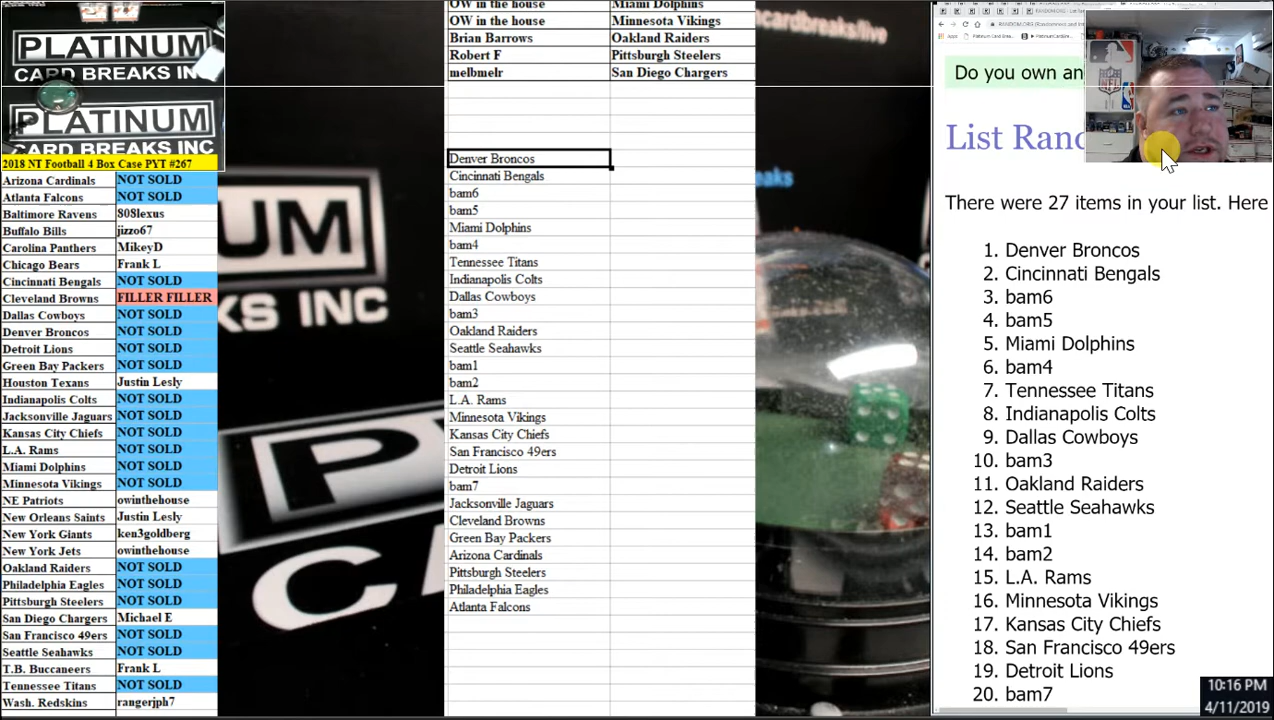 PLATINUM
CARD BREAKS INC
PLATINUM
CARD BREAKS INC
2018 NT Football 4 Box Case PYT #267
Arizona Cardinals NOT SOLD
Atlanta Falcons NOT SOLD
Baltimore Ravens 808lexus
Buffalo Bills jizzo67
Carolina Panthers MikeyD
Chicago Bears Frank L
Cincinnati Bengals NOT SOLD
Cleveland Browns FILLER FILLER
Dallas Cowboys NOT SOLD
Denver Broncos NOT SOLD
Detroit Lions NOT SOLD
Green Bay Packers NOT SOLD
Houston Texans Justin Lesly
Indianapolis Colts NOT SOLD
Jacksonville Jaguars NOT SOLD
Kansas City Chiefs NOT SOLD
L.A. Rams NOT SOLD
Miami Dolphins NOT SOLD
Minnesota Vikings NOT SOLD
NE Patriots owinthehouse
New Orleans Saints Justin Lesly
New York Giants ken3goldberg
New York Jets owinthehouse
Oakland Raiders NOT SOLD
Philadelphia Eagles NOT SOLD
Pittsburgh Steelers NOT SOLD
San Diego Chargers Michael E
San Francisco 49ers NOT SOLD
Seattle Seahawks NOT SOLD
T.B. Buccaneers Frank L
Tennessee Titans NOT SOLD
Wash. Redskins rangerjph7
UM
KS INC
P
CA
OW in the house Miami Dolphins
OW in the house Minnesota Vikings
Brian Barrows Oakland Raiders
Robert F Pittsburgh Steelers
melbmelr San Diego Chargers
Denver Broncos
Cincinnati Bengals
bam6
bam5
Miami Dolphins
bam4
Tennessee Titans
Indianapolis Colts
Dallas Cowboys
bam3
Oakland Raiders
Seattle Seahawks
bam1
bam2
L.A. Rams
Minnesota Vikings
Kansas City Chiefs
San Francisco 49ers
Detroit Lions
bam7
Jacksonville Jaguars
Cleveland Browns
Green Bay Packers
Arizona Cardinals
Pittsburgh Steelers
Philadelphia Eagles
Atlanta Falcons
cardbreaks/live
eaks
Do you own an
List Ran
There were 27 items in your list. Here
1. Denver Broncos
2. Cincinnati Bengals
3. bam6
4. bam5
5. Miami Dolphins
6. bam4
7. Tennessee Titans
8. Indianapolis Colts
9. Dallas Cowboys
10. bam3
11. Oakland Raiders
12. Seattle Seahawks
13. bam1
14. bam2
15. L.A. Rams
16. Minnesota Vikings
17. Kansas City Chiefs
18. San Francisco 49ers
19. Detroit Lions
20. bam7
NFL
10:16 PM
4/11/2019